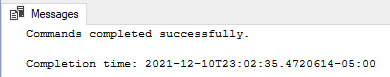 Messages
Commands completed successfully.
Completion time: 2021-12-10T23:02:35.4720614-05:00